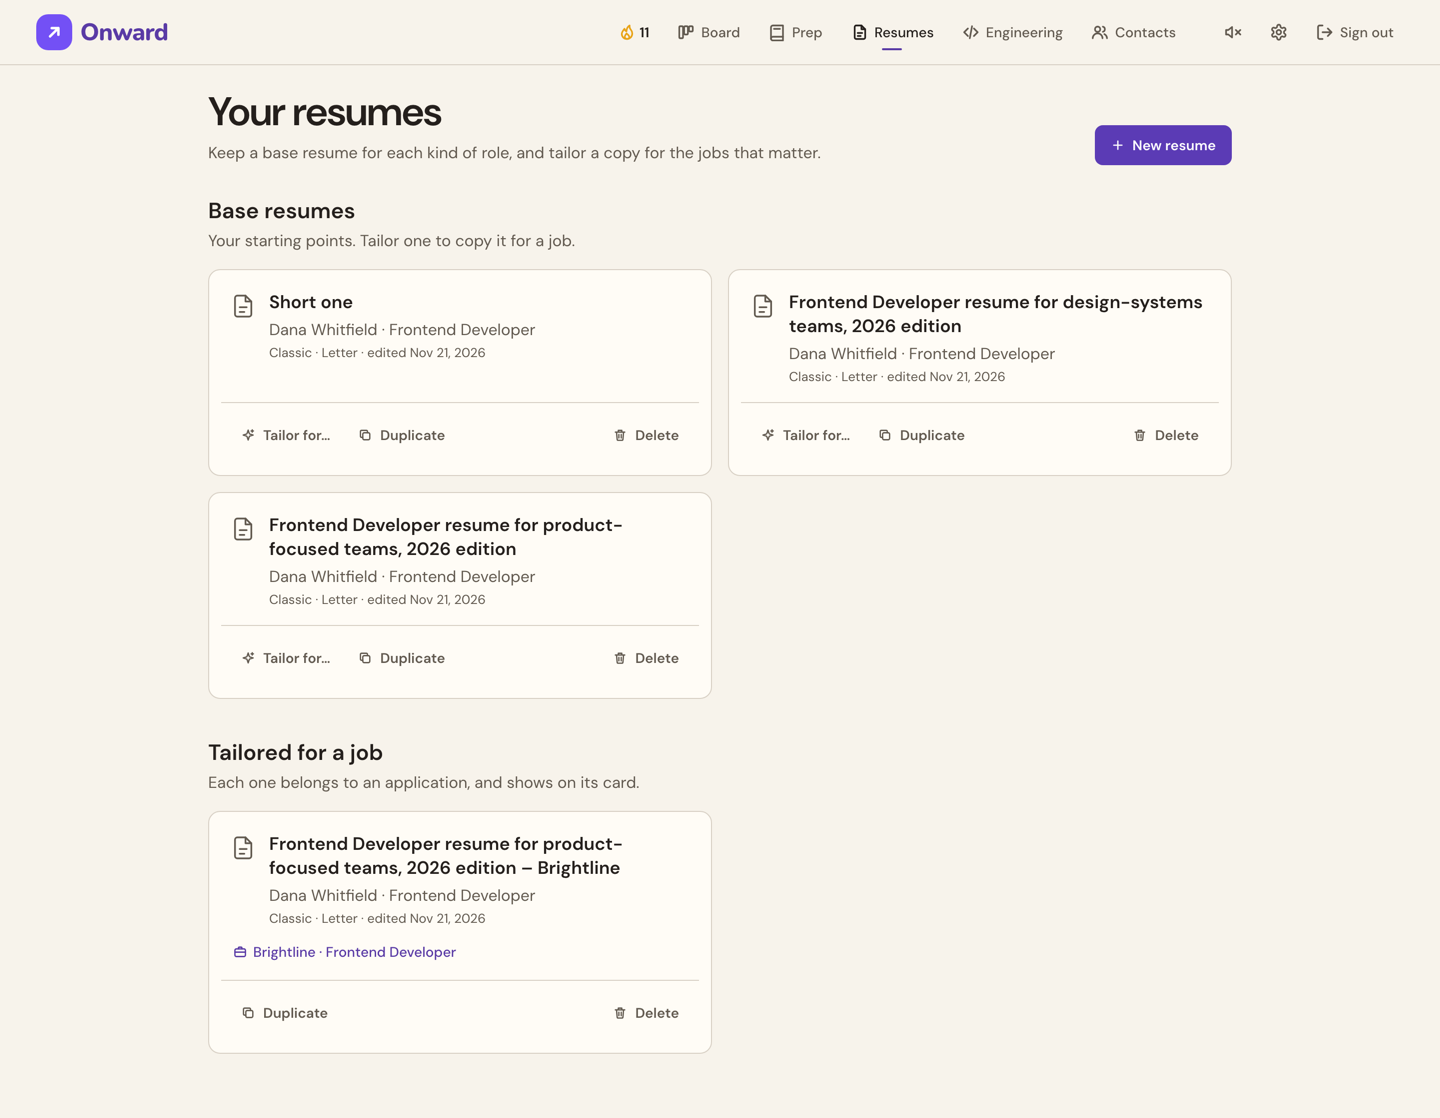 Onward
11
Board
Prep
Resumes
Engineering
Contacts
Sign out
Your resumes
Keep a base resume for each kind of role, and tailor a copy for the jobs that matter.
New resume
Base resumes
Your starting points. Tailor one to copy it for a job.
Short one
Dana Whitfield · Frontend Developer
Classic · Letter · edited Nov 21, 2026
Tailor for...
Duplicate
Delete
Frontend Developer resume for design-systems
teams, 2026 edition
Dana Whitfield · Frontend Developer
Classic · Letter · edited Nov 21, 2026
Tailor for...
Duplicate
Delete
Frontend Developer resume for product-
focused teams, 2026 edition
Dana Whitfield · Frontend Developer
Classic · Letter · edited Nov 21, 2026
Tailor for...
Duplicate
Delete
Tailored for a job
Each one belongs to an application, and shows on its card.
Frontend Developer resume for product-
focused teams, 2026 edition – Brightline
Dana Whitfield · Frontend Developer
Classic · Letter · edited Nov 21, 2026
Brightline · Frontend Developer
Duplicate
Delete